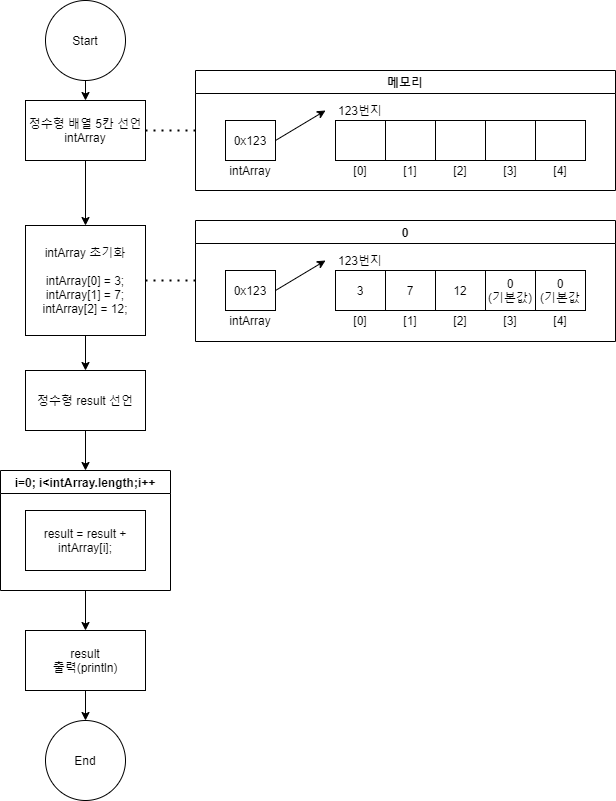 Start
정수형 배열 5칸 선언
intArray
메모리
123번지
0x123
intArray
[0]
[1]
[2]
[3]
[4]
intArray 초기화
intArray[0] = 3;
intArray[1] = 7;
intArray[2] = 12;
0
123번지
0x123
3
7
12
0
(기본값)
0
(기본값
intArray
[0]
[1]
[2]
[3]
[4]
정수형 result 선언
i=0; i<intArray.length;i++
result = result +
intArray[i];
result
출력(println)
End